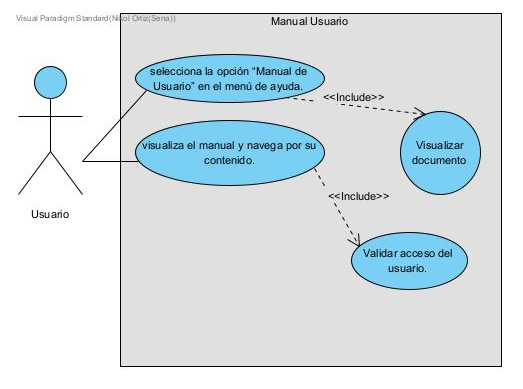 Visual Paradigm Standard(Nikol Ortiz(Sena))
Manual Usuario
selecciona la opción "Manual de
Usuario" en el menú de ayuda.
<<Include>>
visualiza el manual y navega por su
contenido.
Visualizar
documento
<<Include>>
Usuario
Validar acceso del
usuario.